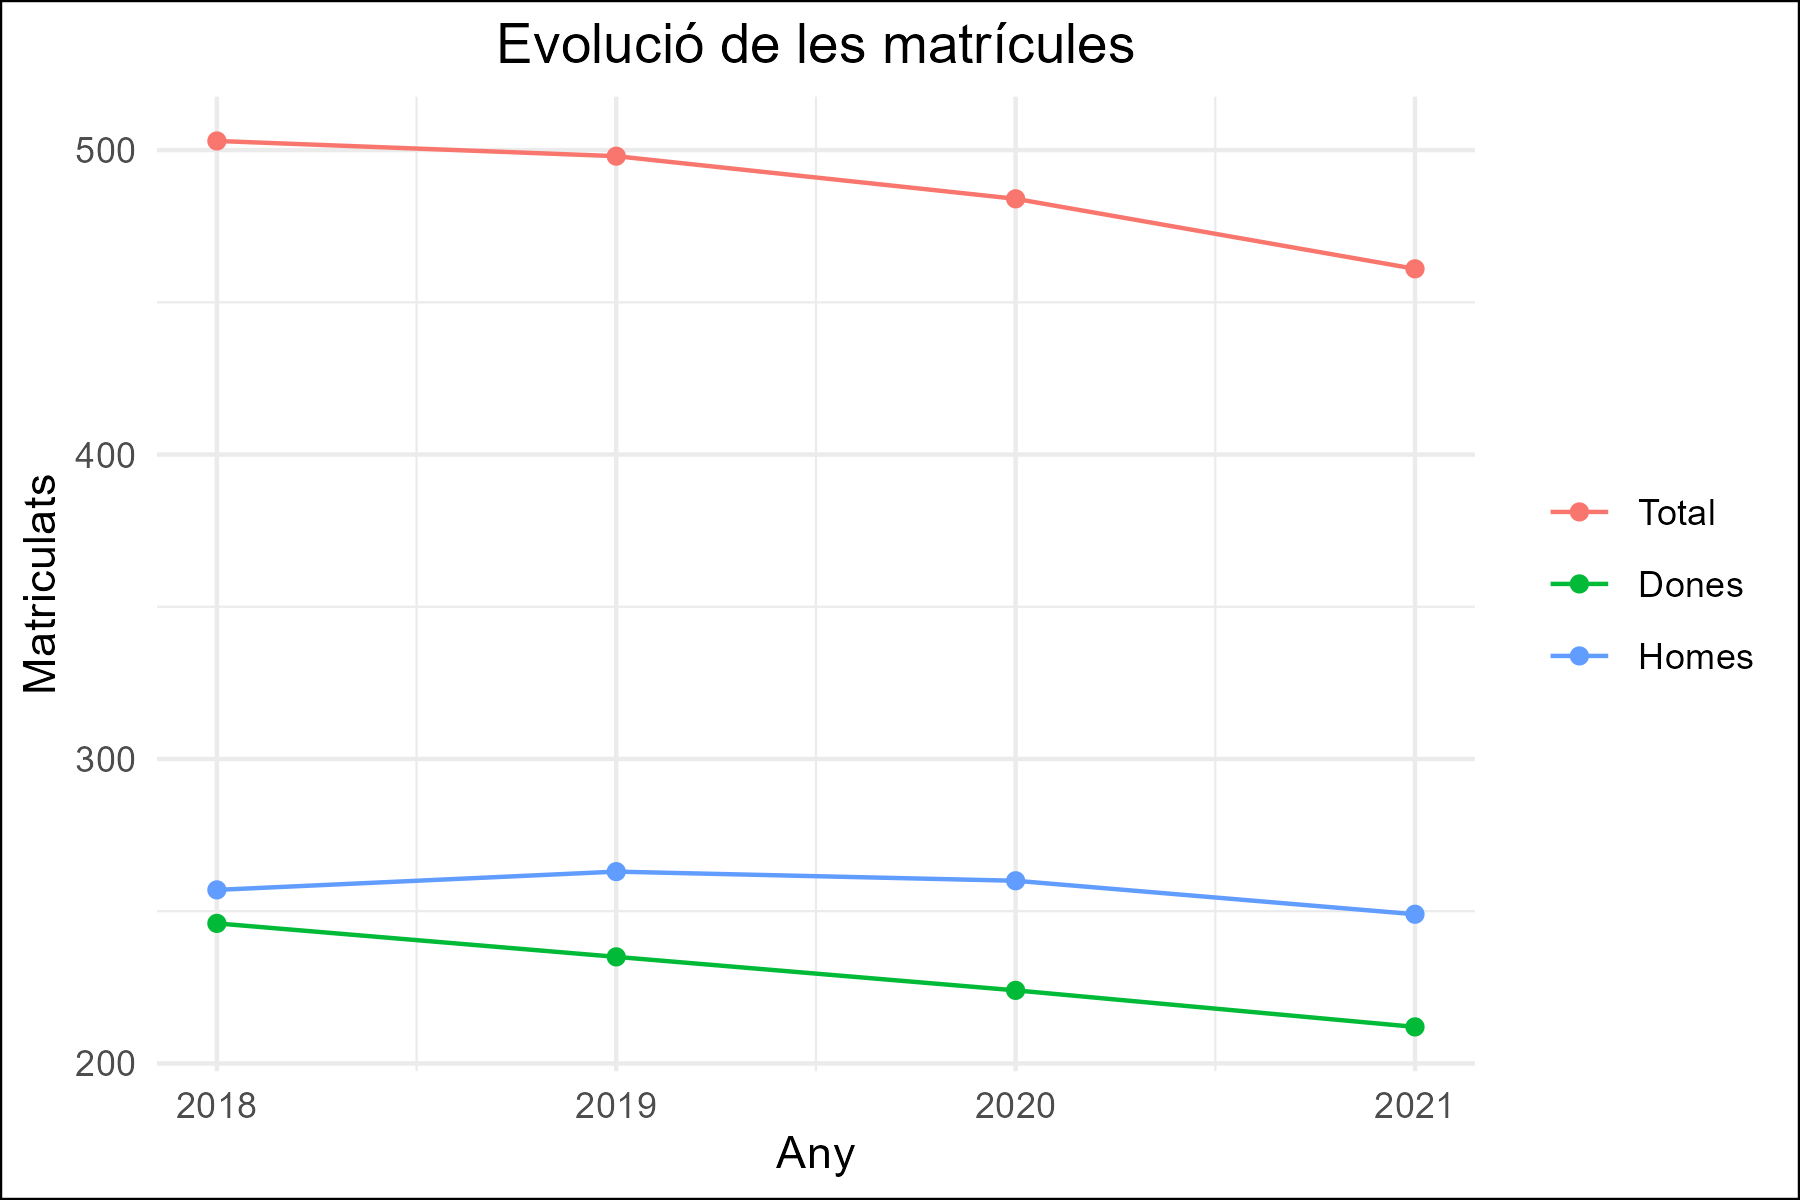 Evolució de les matrícules
500
400
300
200
Matriculats
2018 2019 2020 2021
Any
Total
Dones
Homes